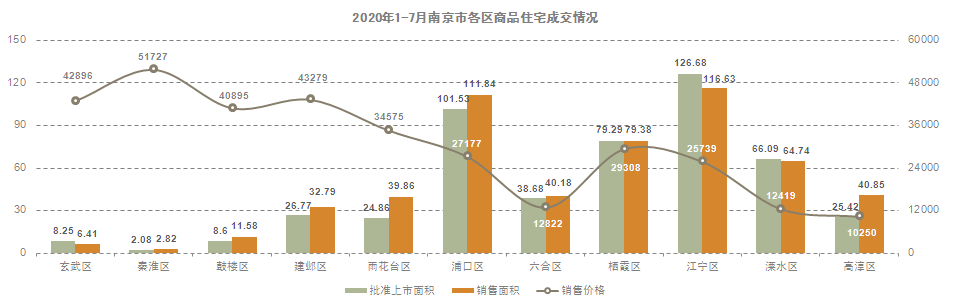 2020年1-7月南京市各区商品住宅成交情况
150 60000
120 48000
90 36000
60 24000
30 12000
0 0
42896 51727 40895 43279 34575 27177 12822 29308 25739 12419 10250
8.25 6.41 2.08 2.82 8.6 11.58 26.77 32.79 24.86 39.86 101.53 111.84 38.68 40.18 79.29 79.38 126.68 116.63 66.09 64.74 25.42 40.85
玄武区 秦淮区 鼓楼区 建邺区 雨花台区 浦口区 六合区 栖霞区 江宁区 溧水区 高淳区
批准上市面积 销售面积 销售价格